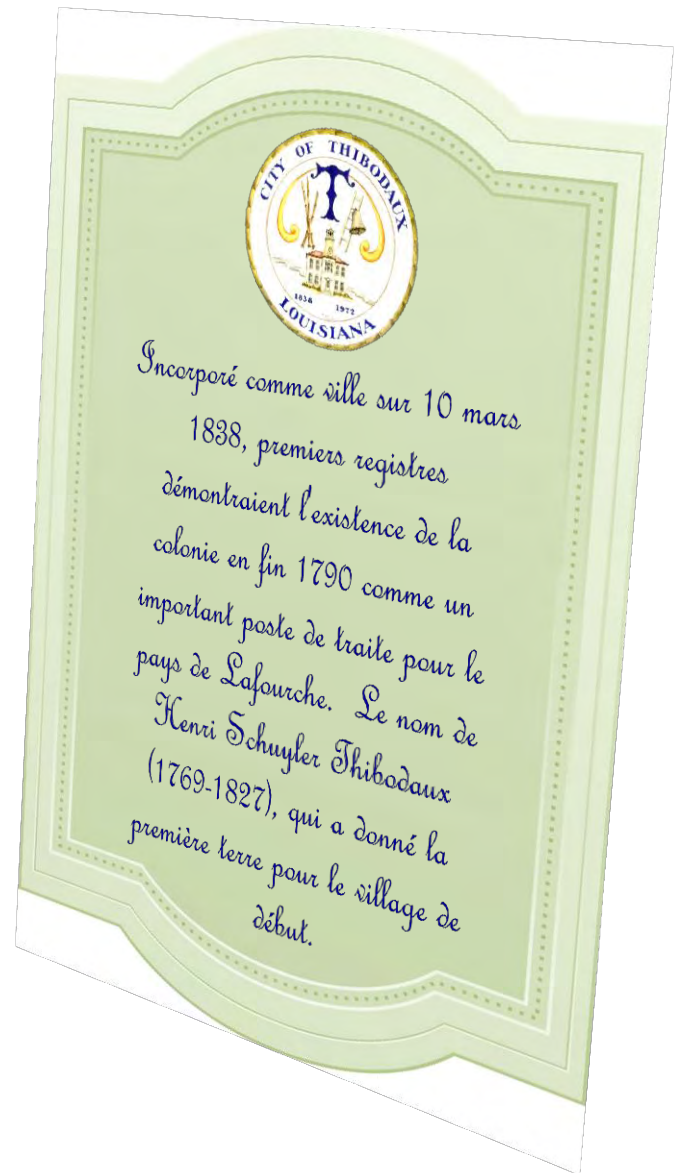 CITY OF THIBODAUX
T
1838 1972
LOUISIANA
Incorporé comme ville sur 10 mars
1838, premiers registres
démontraient l'existence de la
colonie en fin 1790 comme un
important poste de traite pour le
pays de Lafourche. Le nom de
Henri Schuyler Thibodaux
(1769-1827), qui a donné la
première terre pour le village de
début.